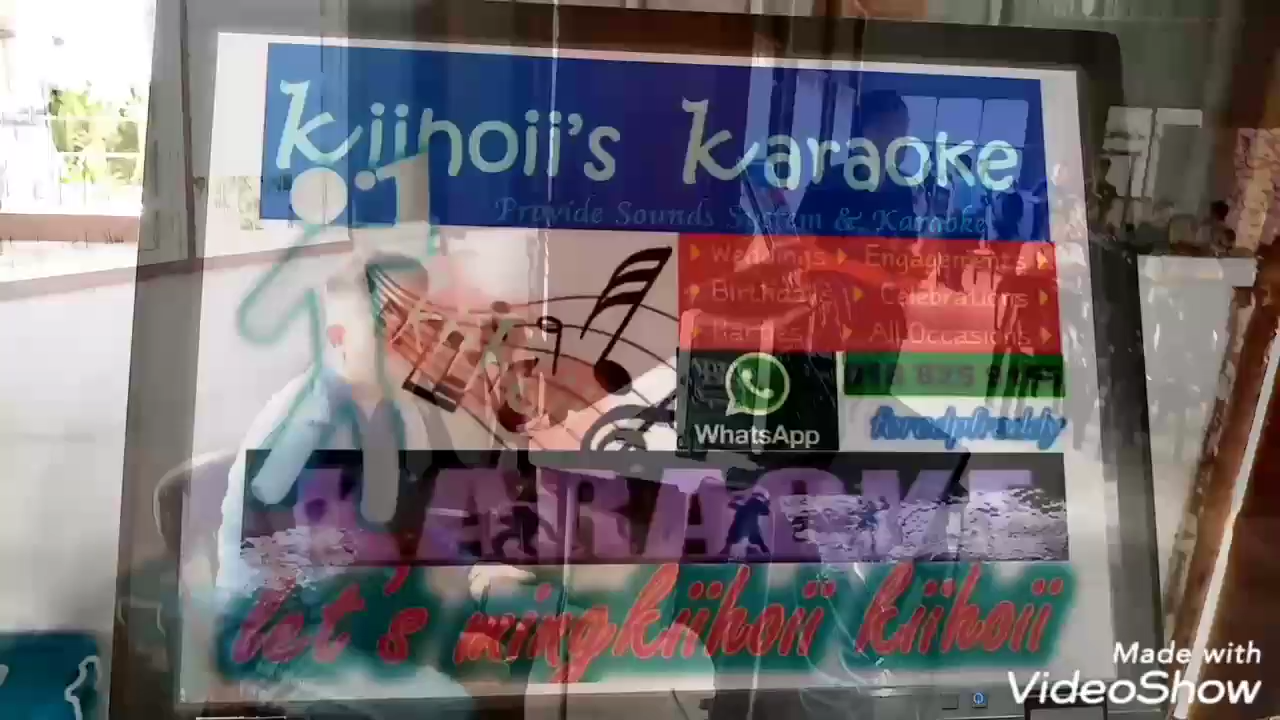 kiihoii's karaoke
Provide Sounds System & Karaoke
Weddings Engagements
Birthdays Celebrations
Parties All Occasions
WhatsApp
KARAOKE
let's mingkiihoii kiihoii
Made with
VideoShow